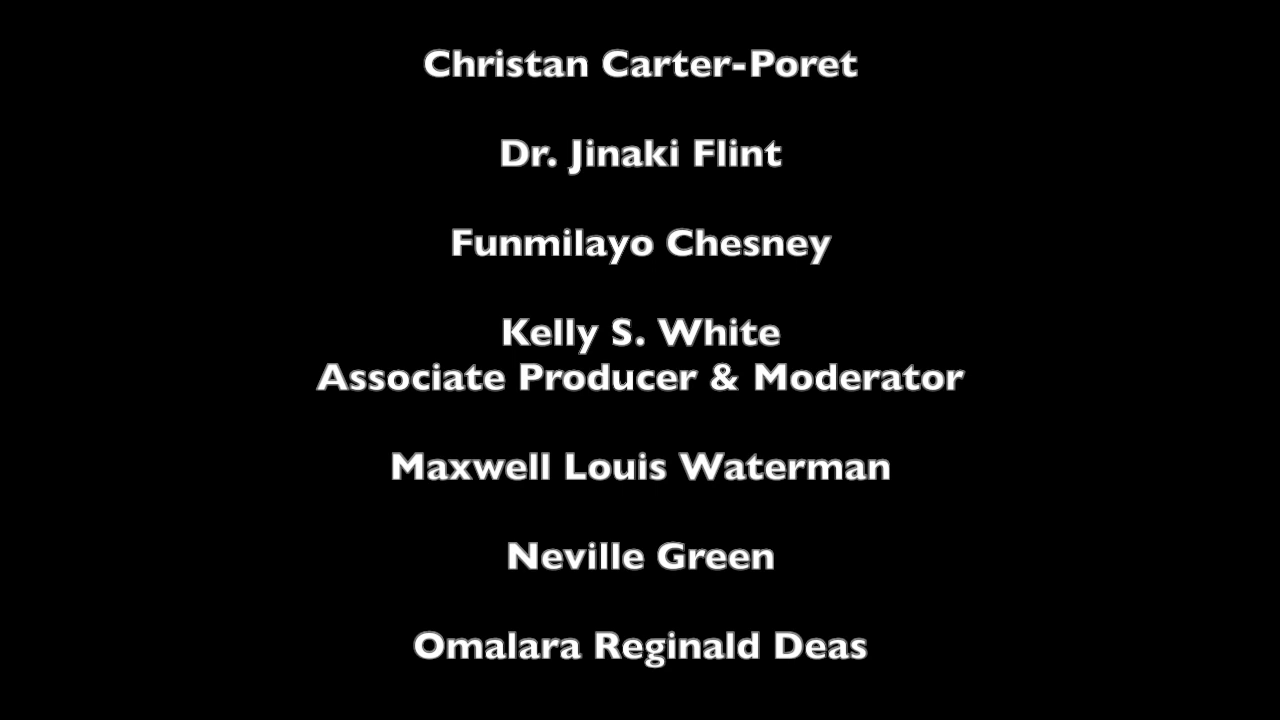 Christan Carter-Poret
Dr. Jinaki Flint
Funmilayo Chesney
Kelly S. White
Associate Producer & Moderator
Maxwell Louis Waterman
Neville Green
Omalara Reginald Deas